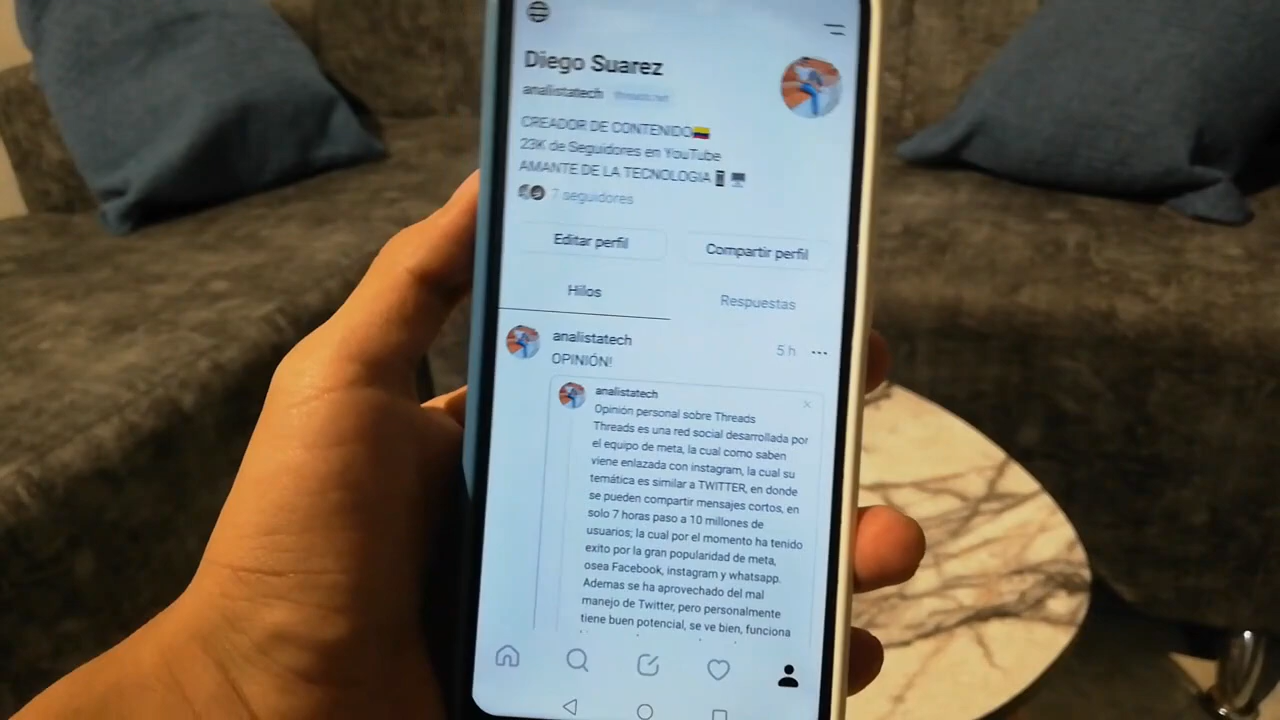 Diego Suarez
analistatech threads.net
CREADOR DE CONTENIDO🇨🇴
23K de Seguidores en YouTube
AMANTE DE LA TECNOLOGIA📱🖥️
7 seguidores
Editar perfil
Compartir perfil
Hilos
Respuestas
analistatech
5 h
OPINIÓN!
analistatech
Opinión personal sobre Threads
Threads es una red social desarrollada por
el equipo de meta, la cual como saben
viene enlazada con instagram, la cual su
temática es similar a TWITTER, en donde
se pueden compartir mensajes cortos, en
solo 7 horas paso a 10 millones de
usuarios; la cual por el momento ha tenido
exito por la gran popularidad de meta,
osea Facebook, instagram y whatsapp.
Ademas se ha aprovechado del mal
manejo de Twitter, pero personalmente
tiene buen potencial, se ve bien, funciona